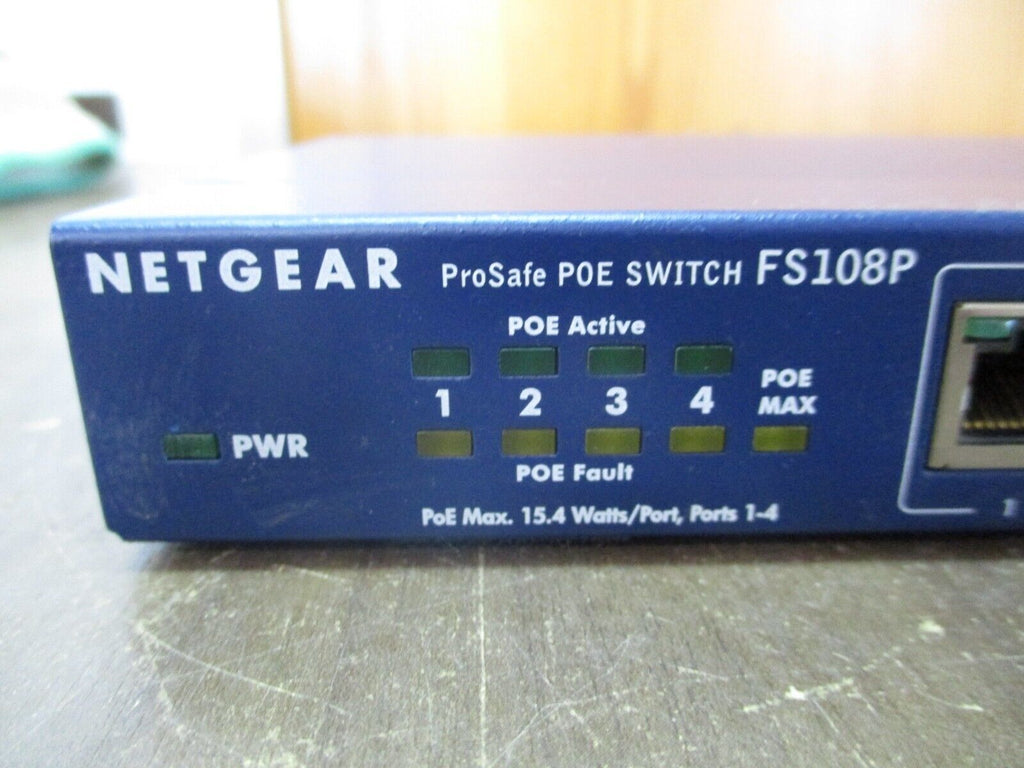 NETGEAR ProSafe POE SWITCH FS108P
POE Active
1 2 3 4
POE MAX
PWR
POE Fault
PoE Max. 15.4 Watts/Port, Ports 1-4
1